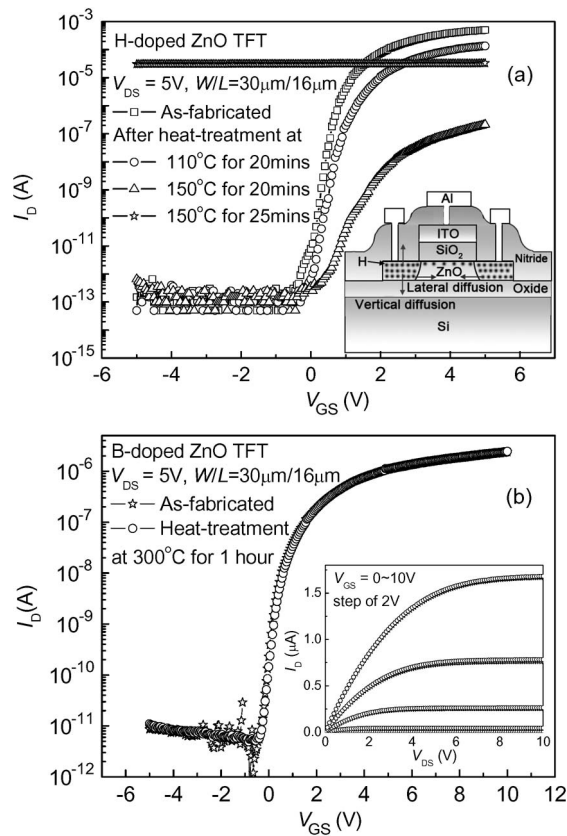 10⁻³
10⁻⁵
10⁻⁷
10⁻⁹
10⁻¹¹
10⁻¹³
10⁻¹⁵
I_D (A)
H-doped ZnO TFT
(a)
V_DS = 5V, W/L=30μm/16μm
As-fabricated
After heat-treatment at
110°C for 20mins
150°C for 20mins
150°C for 25mins
Al
ITO
SiO₂
H
Nitride
ZnO
Lateral diffusion
Oxide
Vertical diffusion
Si
-6 -4 -2 0 2 4 6
V_GS (V)
B-doped ZnO TFT
V_DS = 5V, W/L=30μm/16μm
(b)
As-fabricated
Heat-treatment
at 300°C for 1 hour
10⁻⁶
10⁻⁷
10⁻⁸
10⁻⁹
10⁻¹⁰
10⁻¹¹
10⁻¹²
I_D(A)
V_GS = 0~10V
step of 2V
1.5
1.0
0.5
0.0
I_D (μA)
0 2 4 6 8 10
V_DS (V)
-6 -4 -2 0 2 4 6 8 10 12
V_GS (V)